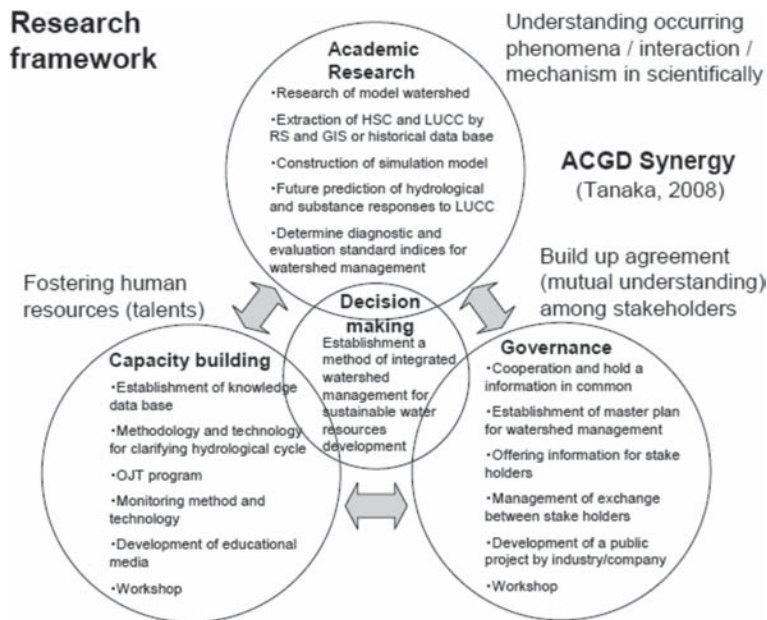 Research
framework
Understanding occurring
phenomena / interaction /
mechanism in scientifically
Academic
Research
•Research of model watershed
•Extraction of HSC and LUCC by
RS and GIS or historical data base
•Construction of simulation model
•Future prediction of hydrological
and substance responses to LUCC
•Determine diagnostic and
evaluation standard indices for
watershed management
ACGD Synergy
(Tanaka, 2008)
Fostering human
resources (talents)
Build up agreement
(mutual understanding)
among stakeholders
Decision
making
Establishment a
method of integrated
watershed
management for
sustainable water
resources
development
Capacity building
•Establishment of knowledge
data base
•Methodology and technology
for clarifying hydrological cycle
•OJT program
•Monitoring method and
technology
•Development of educational
media
•Workshop
Governance
•Cooperation and hold a
information in common
•Establishment of master plan
for watershed management
•Offering information for stake
holders
•Management of exchange
between stake holders
•Development of a public
project by industry/company
•Workshop